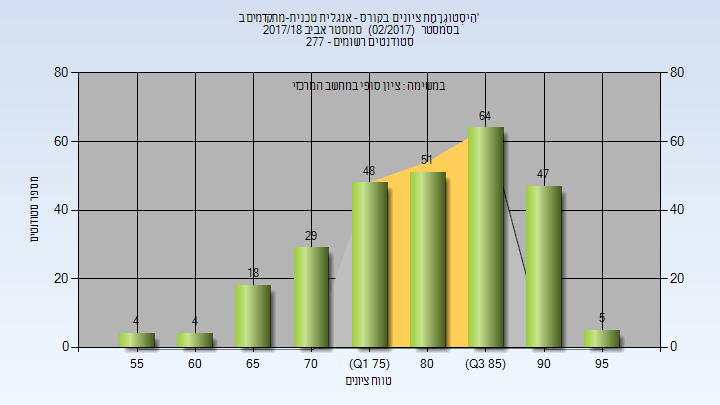 היסטוגרמת ציונים בקורס - אנגלית טכנית-מתקדמים ב'
בסמסטר (02/2017) סמסטר אביב 2017/18
סטודנטים רשומים - 277
במשימה : ציון סופי במחשב המרכזי
מספר סטודנטים
80 80
60 60
40 40
20 20
0 0
4 4 18 29 48 51 64 47 5
55 60 65 70 (Q1 75) 80 (Q3 85) 90 95
טווח ציונים